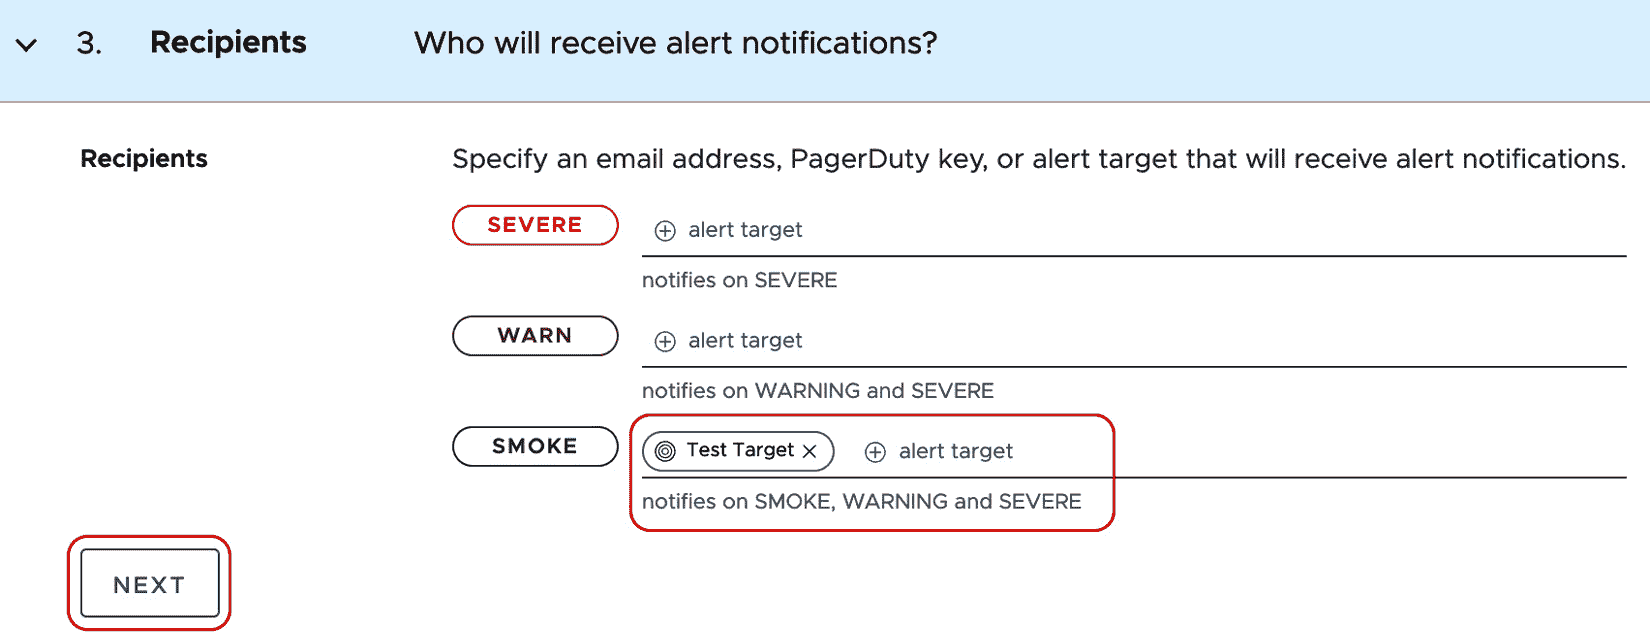 3. Recipients Who will receive alert notifications?
Recipients Specify an email address, PagerDuty key, or alert target that will receive alert notifications.
SEVERE alert target
notifies on SEVERE
WARN alert target
notifies on WARNING and SEVERE
SMOKE Test Target alert target
notifies on SMOKE, WARNING and SEVERE
NEXT